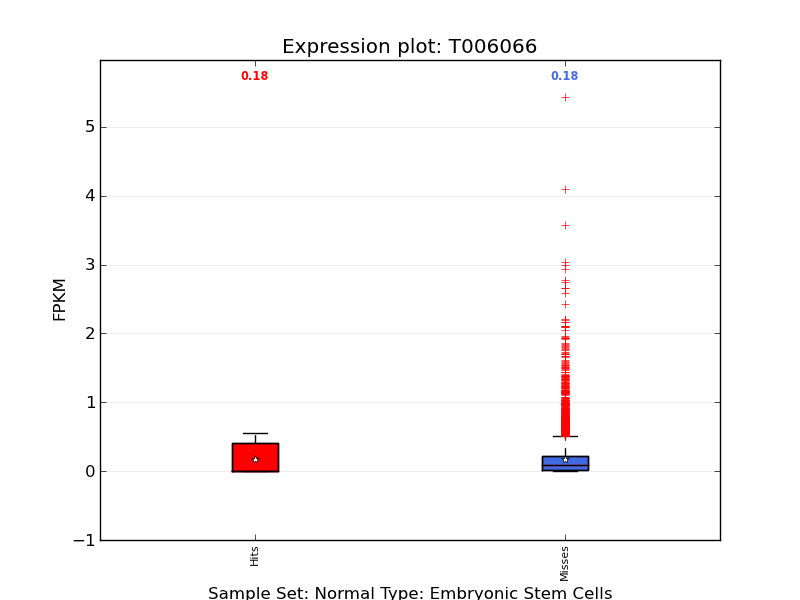 Expression plot: T006066
0.18
0.18
5
4
3
2
1
0
−1
FPKM
Hits
Misses
Sample Set: Normal Type: Embryonic Stem Cells